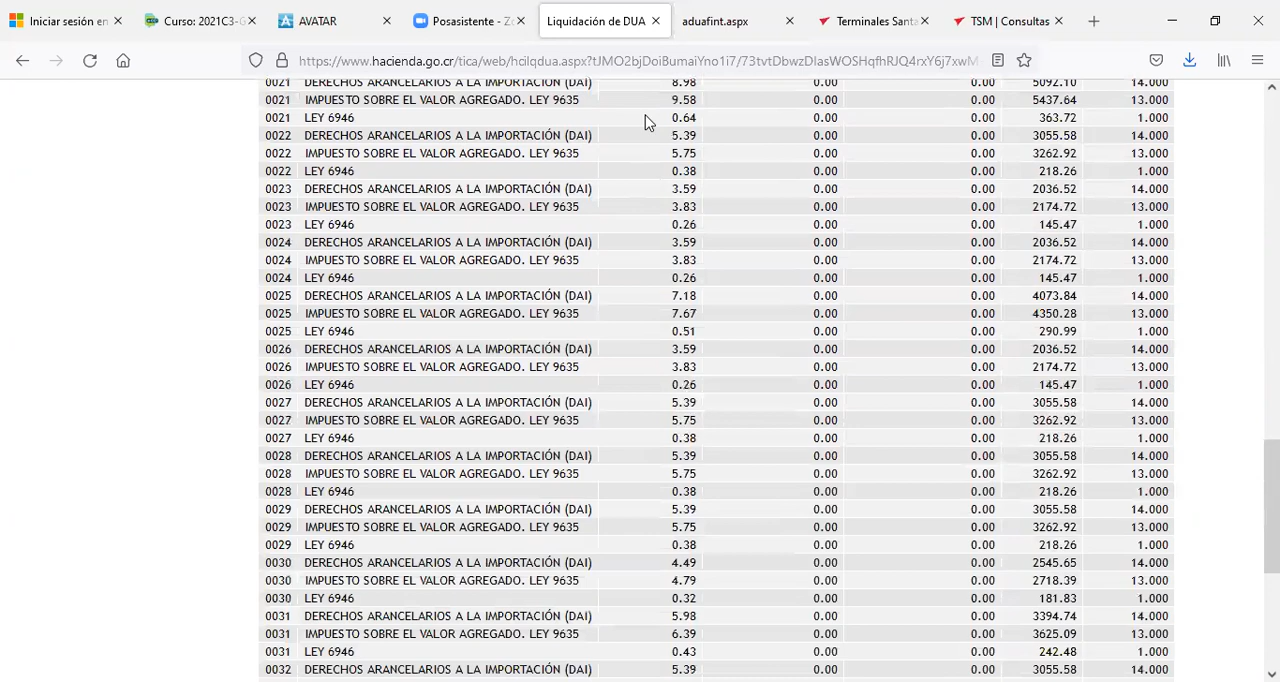 Iniciar sesión en
Curso: 2021C3-G
AVATAR
Posasistente - Zo
Liquidación de DUA
aduafint.aspx
Terminales Santa
TSM | Consultas
https://www.hacienda.go.cr/tica/web/hcilqdua.aspx?
0021 DERECHOS ARANCELARIOS A LA IMPORTACIÓN (DAI) 8.98 0.00 0.00 5092.10 14.000
0021 IMPUESTO SOBRE EL VALOR AGREGADO. LEY 9635 9.58 0.00 0.00 5437.64 13.000
0021 LEY 6946 0.64 0.00 0.00 363.72 1.000
0022 DERECHOS ARANCELARIOS A LA IMPORTACIÓN (DAI) 5.39 0.00 0.00 3055.58 14.000
0022 IMPUESTO SOBRE EL VALOR AGREGADO. LEY 9635 5.75 0.00 0.00 3262.92 13.000
0022 LEY 6946 0.38 0.00 0.00 218.26 1.000
0023 DERECHOS ARANCELARIOS A LA IMPORTACIÓN (DAI) 3.59 0.00 0.00 2036.52 14.000
0023 IMPUESTO SOBRE EL VALOR AGREGADO. LEY 9635 3.83 0.00 0.00 2174.72 13.000
0023 LEY 6946 0.26 0.00 0.00 145.47 1.000
0024 DERECHOS ARANCELARIOS A LA IMPORTACIÓN (DAI) 3.59 0.00 0.00 2036.52 14.000
0024 IMPUESTO SOBRE EL VALOR AGREGADO. LEY 9635 3.83 0.00 0.00 2174.72 13.000
0024 LEY 6946 0.26 0.00 0.00 145.47 1.000
0025 DERECHOS ARANCELARIOS A LA IMPORTACIÓN (DAI) 7.18 0.00 0.00 4073.84 14.000
0025 IMPUESTO SOBRE EL VALOR AGREGADO. LEY 9635 7.67 0.00 0.00 4350.28 13.000
0025 LEY 6946 0.51 0.00 0.00 290.99 1.000
0026 DERECHOS ARANCELARIOS A LA IMPORTACIÓN (DAI) 3.59 0.00 0.00 2036.52 14.000
0026 IMPUESTO SOBRE EL VALOR AGREGADO. LEY 9635 3.83 0.00 0.00 2174.72 13.000
0026 LEY 6946 0.26 0.00 0.00 145.47 1.000
0027 DERECHOS ARANCELARIOS A LA IMPORTACIÓN (DAI) 5.39 0.00 0.00 3055.58 14.000
0027 IMPUESTO SOBRE EL VALOR AGREGADO. LEY 9635 5.75 0.00 0.00 3262.92 13.000
0027 LEY 6946 0.38 0.00 0.00 218.26 1.000
0028 DERECHOS ARANCELARIOS A LA IMPORTACIÓN (DAI) 5.39 0.00 0.00 3055.58 14.000
0028 IMPUESTO SOBRE EL VALOR AGREGADO. LEY 9635 5.75 0.00 0.00 3262.92 13.000
0028 LEY 6946 0.38 0.00 0.00 218.26 1.000
0029 DERECHOS ARANCELARIOS A LA IMPORTACIÓN (DAI) 5.39 0.00 0.00 3055.58 14.000
0029 IMPUESTO SOBRE EL VALOR AGREGADO. LEY 9635 5.75 0.00 0.00 3262.92 13.000
0029 LEY 6946 0.38 0.00 0.00 218.26 1.000
0030 DERECHOS ARANCELARIOS A LA IMPORTACIÓN (DAI) 4.49 0.00 0.00 2545.65 14.000
0030 IMPUESTO SOBRE EL VALOR AGREGADO. LEY 9635 4.79 0.00 0.00 2718.39 13.000
0030 LEY 6946 0.32 0.00 0.00 181.83 1.000
0031 DERECHOS ARANCELARIOS A LA IMPORTACIÓN (DAI) 5.98 0.00 0.00 3394.74 14.000
0031 IMPUESTO SOBRE EL VALOR AGREGADO. LEY 9635 6.39 0.00 0.00 3625.09 13.000
0031 LEY 6946 0.43 0.00 0.00 242.48 1.000
0032 DERECHOS ARANCELARIOS A LA IMPORTACIÓN (DAI) 5.39 0.00 0.00 3055.58 14.000